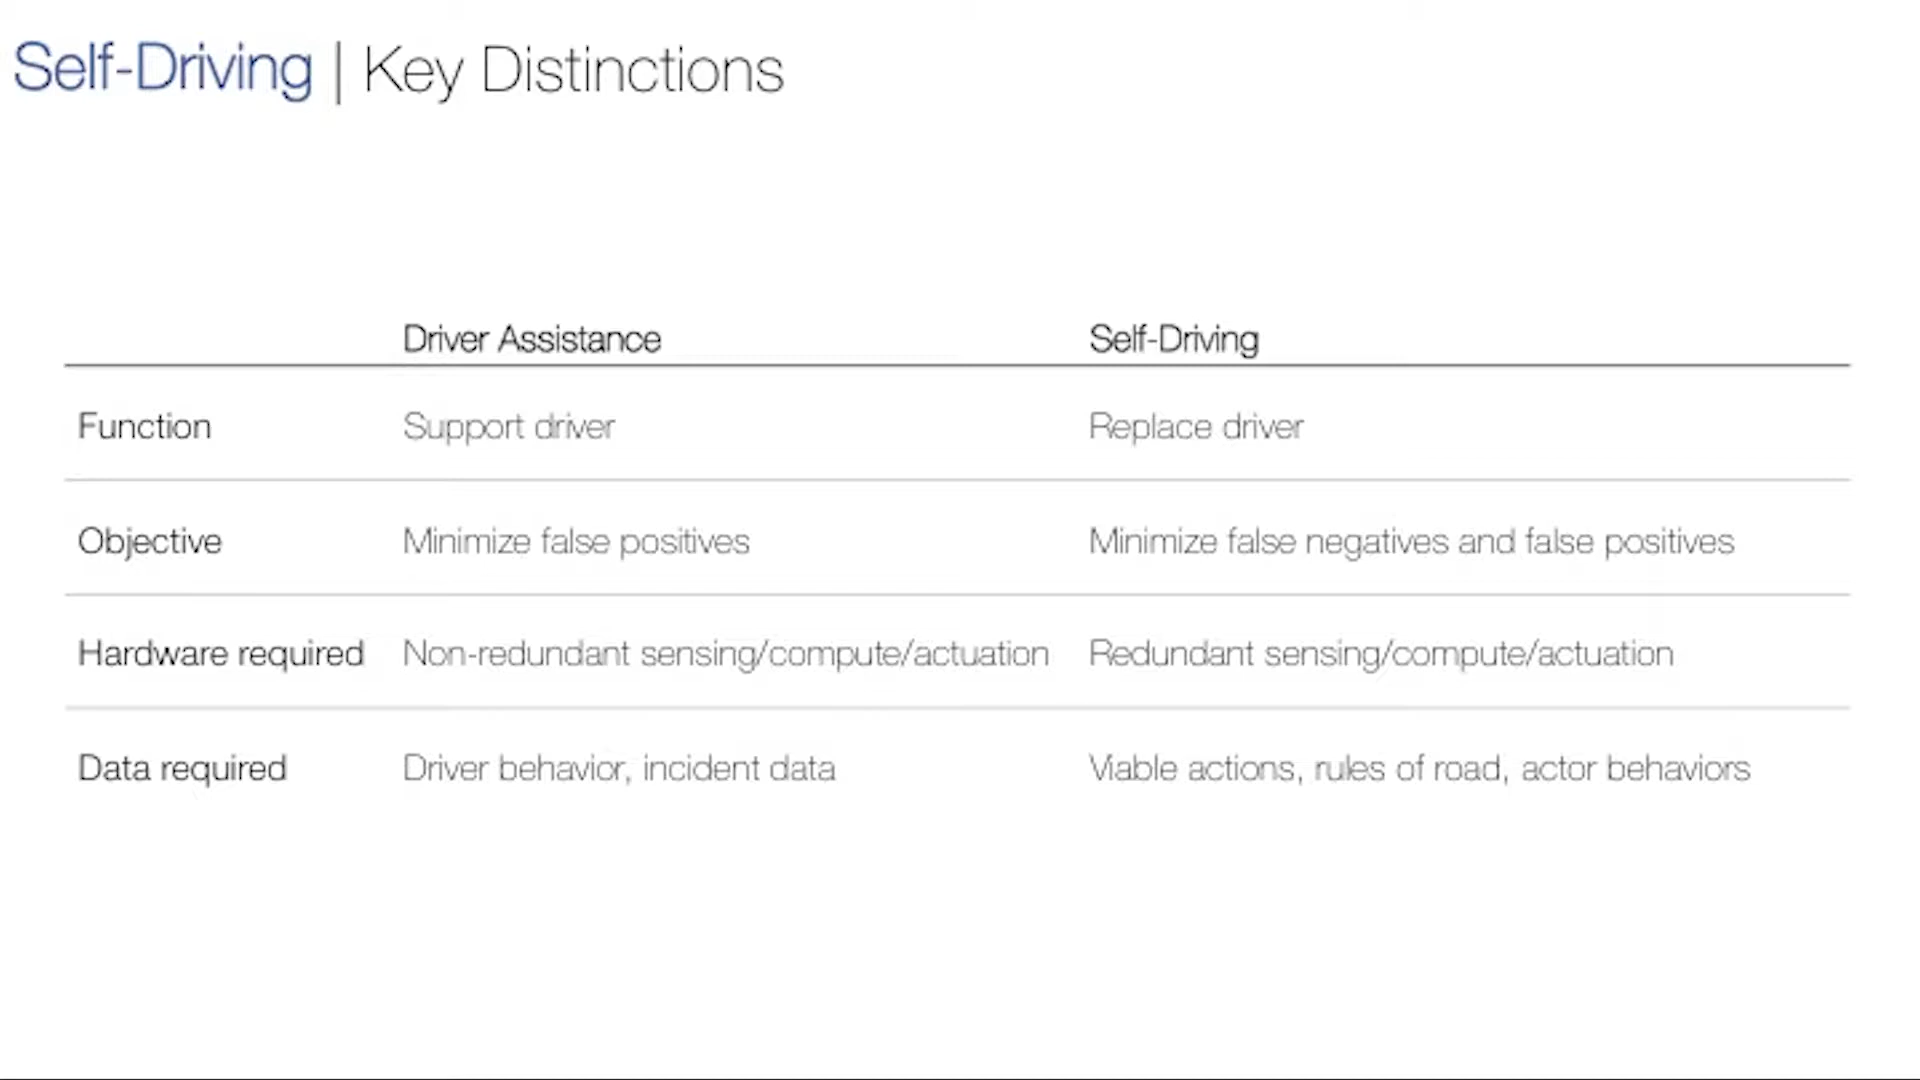 Self-Driving | Key Distinctions
Driver Assistance Self-Driving
Function Support driver Replace driver
Objective Minimize false positives Minimize false negatives and false positives
Hardware required Non-redundant sensing/compute/actuation Redundant sensing/compute/actuation
Data required Driver behavior, incident data Viable actions, rules of road, actor behaviors